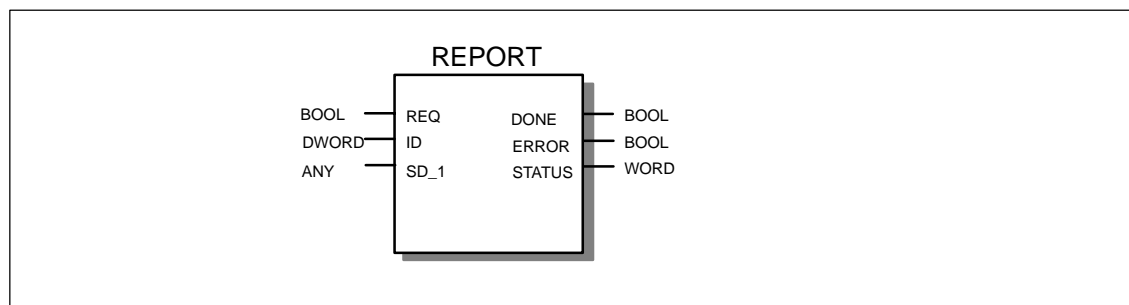 REPORT
BOOL REQ DONE BOOL
DWORD ID ERROR BOOL
ANY SD_1 STATUS WORD